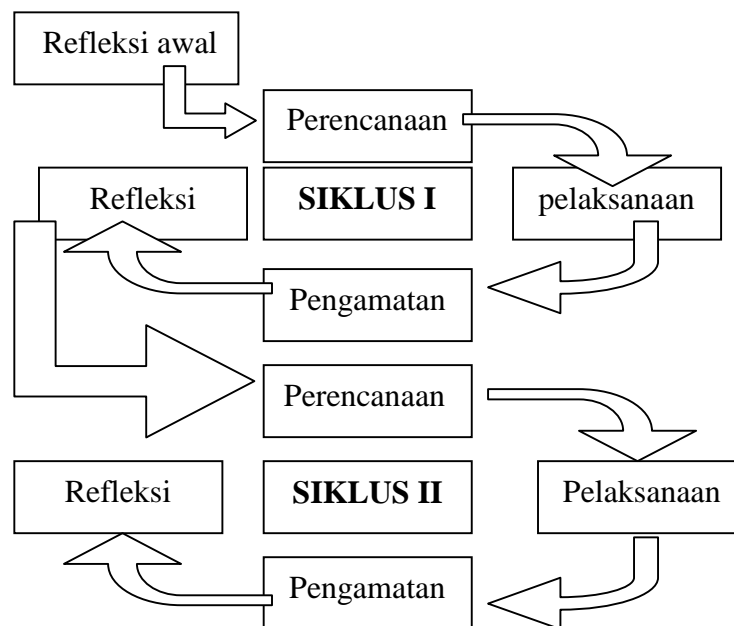 Refleksi awal
Perencanaan
Refleksi
SIKLUS I
pelaksanaan
Pengamatan
Perencanaan
Refleksi
SIKLUS II
Pelaksanaan
Pengamatan